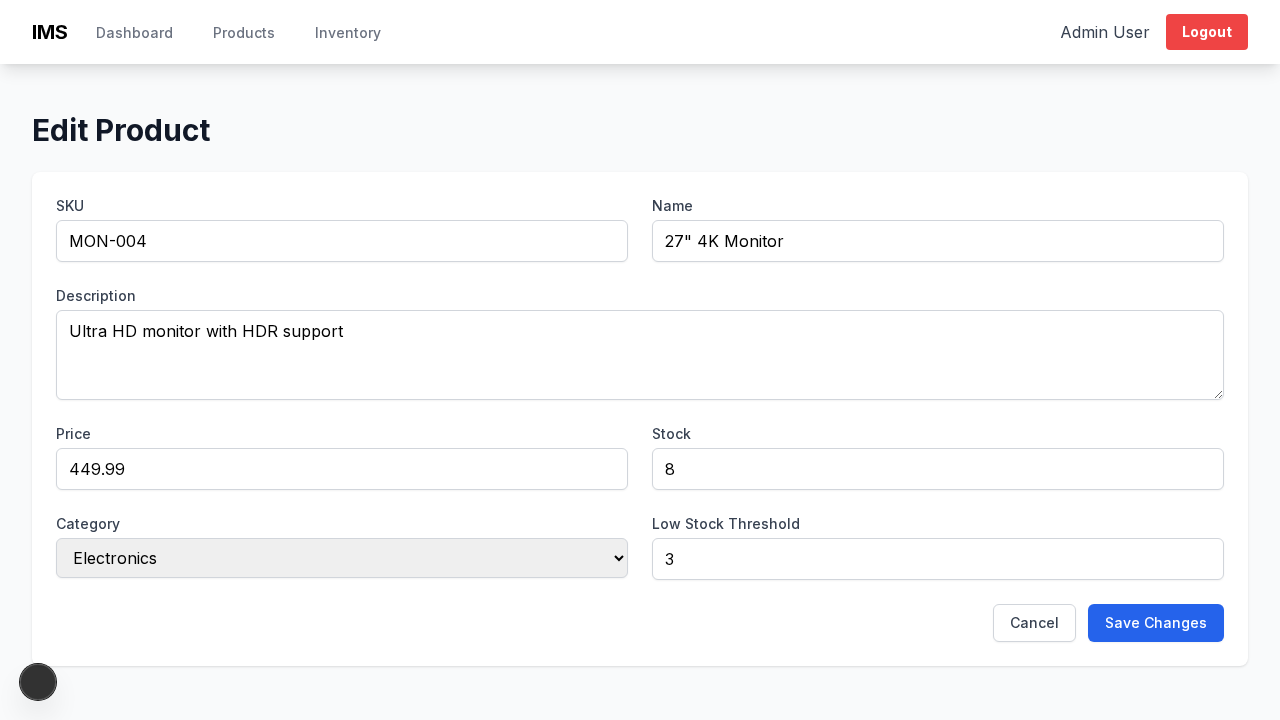 IMS Dashboard Products Inventory Admin User Logout
Edit Product
SKU Name
MON-004 27" 4K Monitor
Description
Ultra HD monitor with HDR support
Price Stock
449.99 8
Category Low Stock Threshold
Electronics 3
Cancel Save Changes